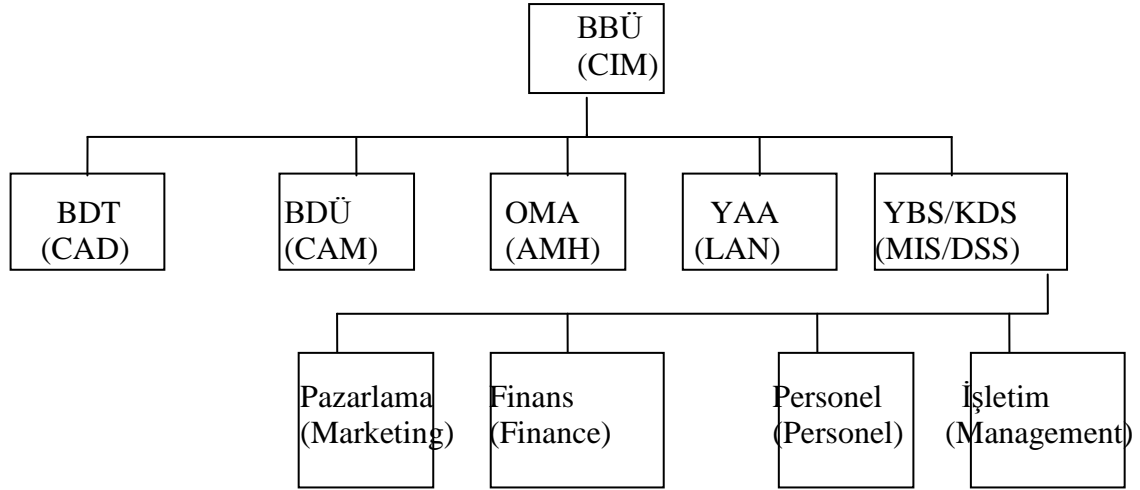 BBÜ
(CIM)
BDT
(CAD)
BDÜ
(CAM)
OMA
(AMH)
YAA
(LAN)
YBS/KDS
(MIS/DSS)
Pazarlama
(Marketing)
Finans
(Finance)
Personel
(Personel)
İşletim
(Management)